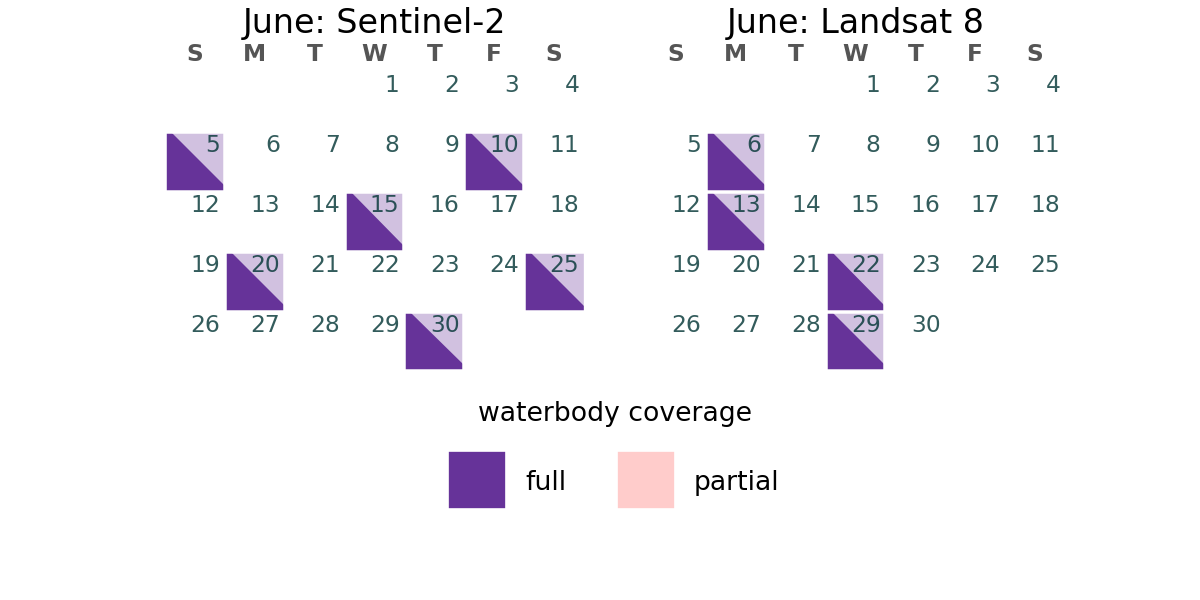 June: Sentinel-2
S M T W T F S
1 2 3 4
5 6 7 8 9 10 11
12 13 14 15 16 17 18
19 20 21 22 23 24 25
26 27 28 29 30
June: Landsat 8
S M T W T F S
1 2 3 4
5 6 7 8 9 10 11
12 13 14 15 16 17 18
19 20 21 22 23 24 25
26 27 28 29 30
waterbody coverage
full partial